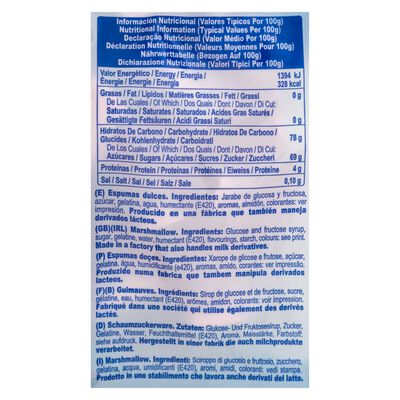 Información Nutricional (Valores Típicos Por 100g)
Nutritional Information (Typical Values Per 100g)
Declaração Nutricional (Valor Médio Por 100g)
Déclaration Nutritionnelle (Valeurs Moyennes Pour 100g)
Nährwerttabelle (Bezogen Auf 100g)
Dichiarazione Nutrizionale (Valori Tipici Per 100g)
Valor Energético / Energy / Energia / 1394 kJ
Énergie / Energie / Energia 328 kcal
Grasas / Fat / Lípidos / Matières Grasses / Fett / Grassi 0 g
De Las Cuales / Of Which / Dos Quais / Dont / Davon / Di Cui:
Saturadas / Saturates / Saturados / Acides Gras Saturés /
Gesättigte Fettsäuren / Acidi Grassi Saturi 0 g
Hidratos De Carbono / Carbohydrate / Hidratos De Carbono /
Glucides / Kohlenhydrate / Carboidrati 78 g
De Los Cuales / Of Which / Dos Quais / Dont / Davon / Di Cui:
Azúcares / Sugars / Açúcares / Sucres / Zucker / Zuccheri 69 g
Proteínas / Protein / Proteínas / Protéines / Eiweiss / Proteine 4 g
Sal / Salt / Sal / Sel / Salz / Sale 0,10 g
(E) Espumas dulces. Ingredientes: Jarabe de glucosa y fructosa,
azúcar, gelatina, agua, humectante (E420), aromas, almidón, colorantes: ver
impresión. Producido en una fábrica que también maneja
derivados lácteos.
(GB)(IRL) Marshmallow. Ingredients: Glucose and fructose syrup,
sugar, gelatine, water, humectant (E420), flavourings, starch, colours: see print.
Made in a factory that also handles milk derivatives.
(P) Espumas doces. Ingredientes: Xarope de glicose e frutose, açúcar,
gelatina, água, humidificante (e420), aromas, amido, corantes: ver impressão.
Produzido numa fabrica que tambem manipula derivados
lacteos.
(F)(B) Guimauves. Ingrédients: Sirop de glucose et de fructose, sucre,
gélatine, eau, humectant (E420), arômes, amidon, colorants: voir impression.
Fabriqué dans une société qui utilise également des dérivés
lactés.
(D) Schaumzuckerware. Zutaten: Glukose- Und Fruktosesirup, Zucker,
Gelatine, Wasser, Feuchthaltemittel (E420), Aroma, Maisstärke, Farbstoff:
siehe aufdruck. Hergestellt in einer fabrik die auch milchprodukte
verarbeitet.
(I) Marshmallow. Ingredienti: Sciroppo di glucosio e fruttosio, zucchero,
gelatina, acqua, umidificanti (e420), aromi, amidi, coloranti: vedi stampa.
Prodotto in uno stabilimento che lavora anche derivati del latte.